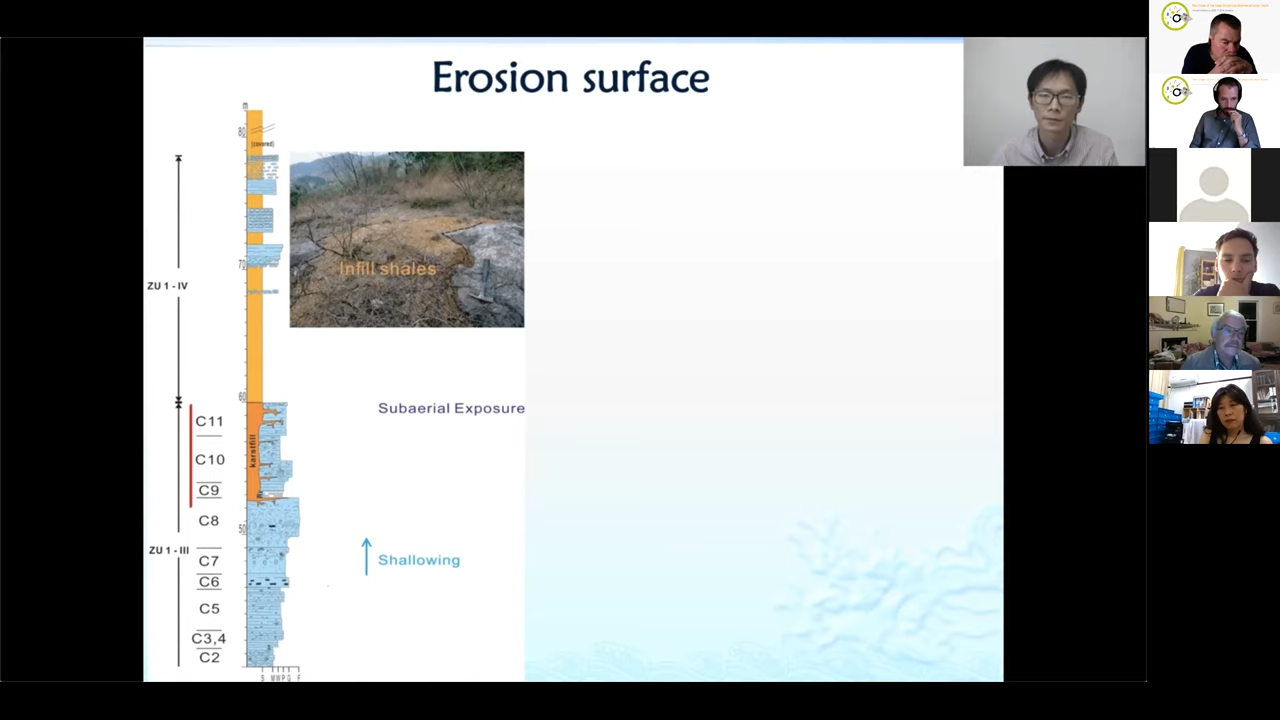 Erosion surface
m
80
(covered)
Infill shales
70
ZU 1 - IV
60
Subaerial Exposure
C11
karstfill
C10
C9
C8
50
ZU 1 - III
C7
Shallowing
C6
C5
C3,4
C2
S M W P G F